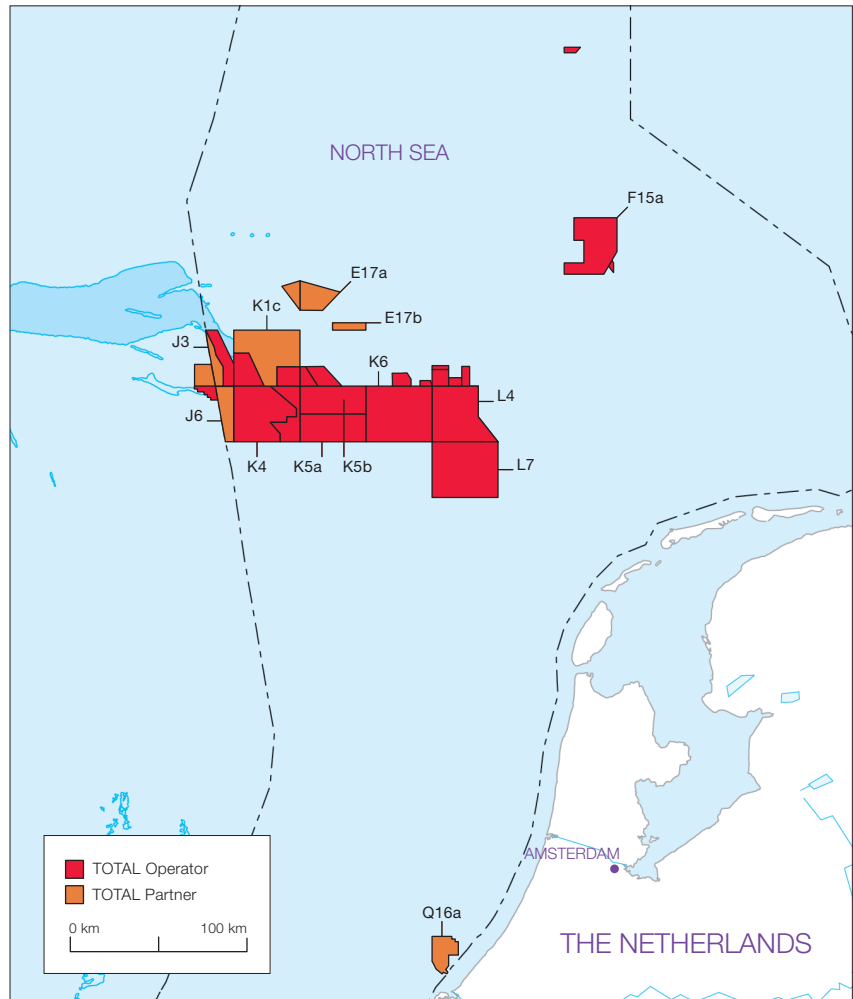 NORTH SEA
F15a
E17a
K1c
E17b
J3
K6
L4
J6
K4
K5a
K5b
L7
TOTAL Operator
TOTAL Partner
0 km
100 km
AMSTERDAM
Q16a
THE NETHERLANDS